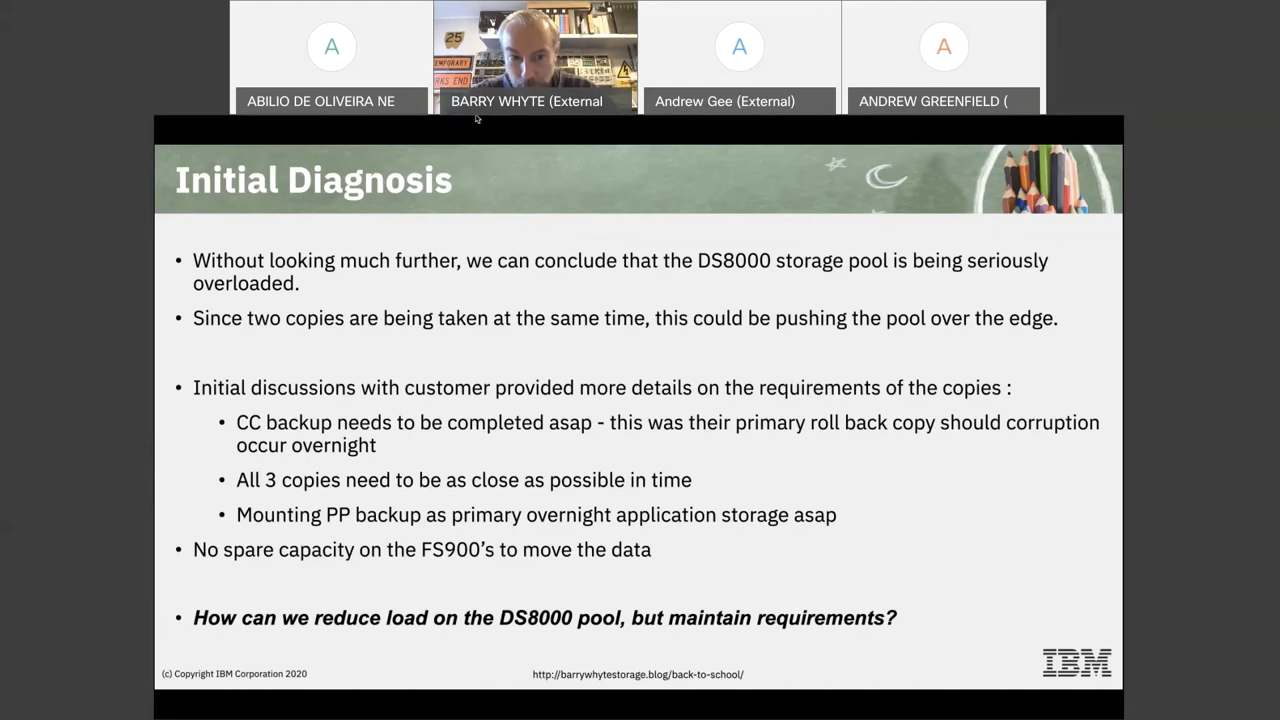 25
TEMPORARY
RKS END
A
A
A
ABILIO DE OLIVEIRA NE
BARRY WHYTE (External
Andrew Gee (External)
ANDREW GREENFIELD (
Initial Diagnosis
• Without looking much further, we can conclude that the DS8000 storage pool is being seriously
overloaded.
• Since two copies are being taken at the same time, this could be pushing the pool over the edge.
• Initial discussions with customer provided more details on the requirements of the copies :
• CC backup needs to be completed asap - this was their primary roll back copy should corruption
occur overnight
• All 3 copies need to be as close as possible in time
• Mounting PP backup as primary overnight application storage asap
• No spare capacity on the FS900's to move the data
• How can we reduce load on the DS8000 pool, but maintain requirements?
(c) Copyright IBM Corporation 2020
http://barrywhytestorage.blog/back-to-school/
IBM